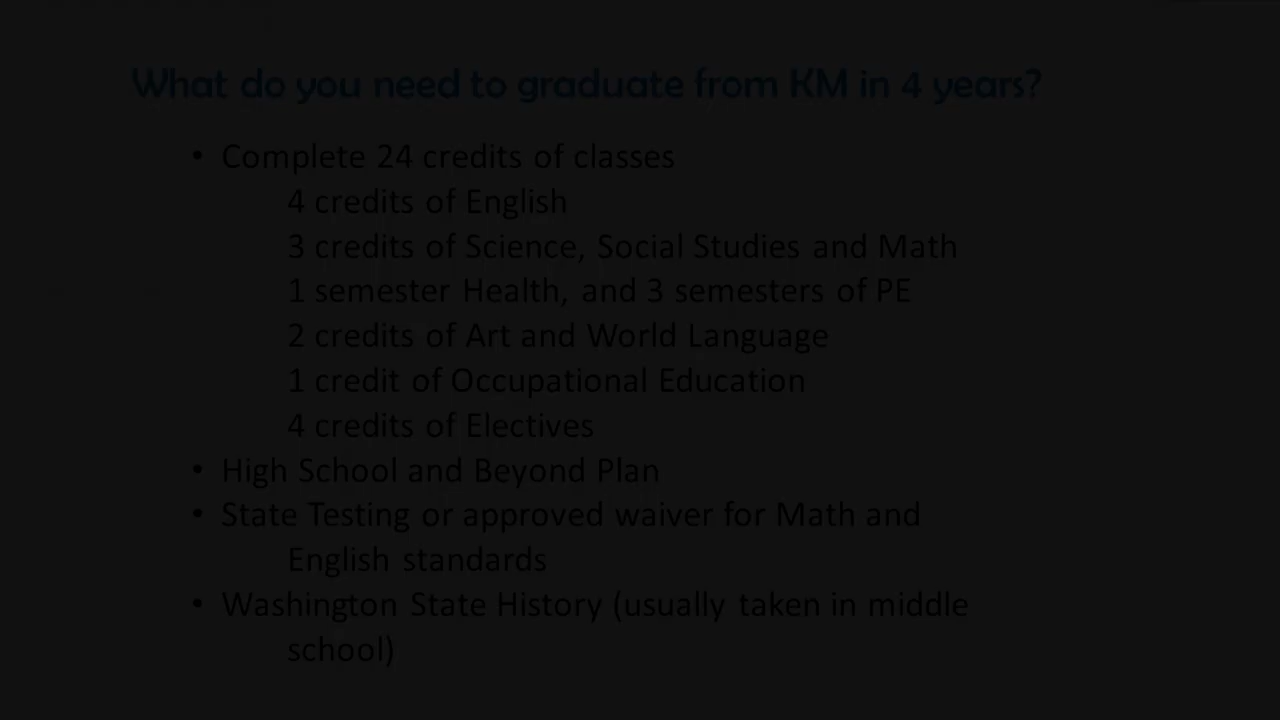 What do you need to graduate from KM in 4 years?
• Complete 24 credits of classes
4 credits of English
3 credits of Science, Social Studies and Math
1 semester Health, and 3 semesters of PE
2 credits of Art and World Language
1 credit of Occupational Education
4 credits of Electives
• High School and Beyond Plan
• State Testing or approved waiver for Math and
English standards
• Washington State History (usually taken in middle
school)